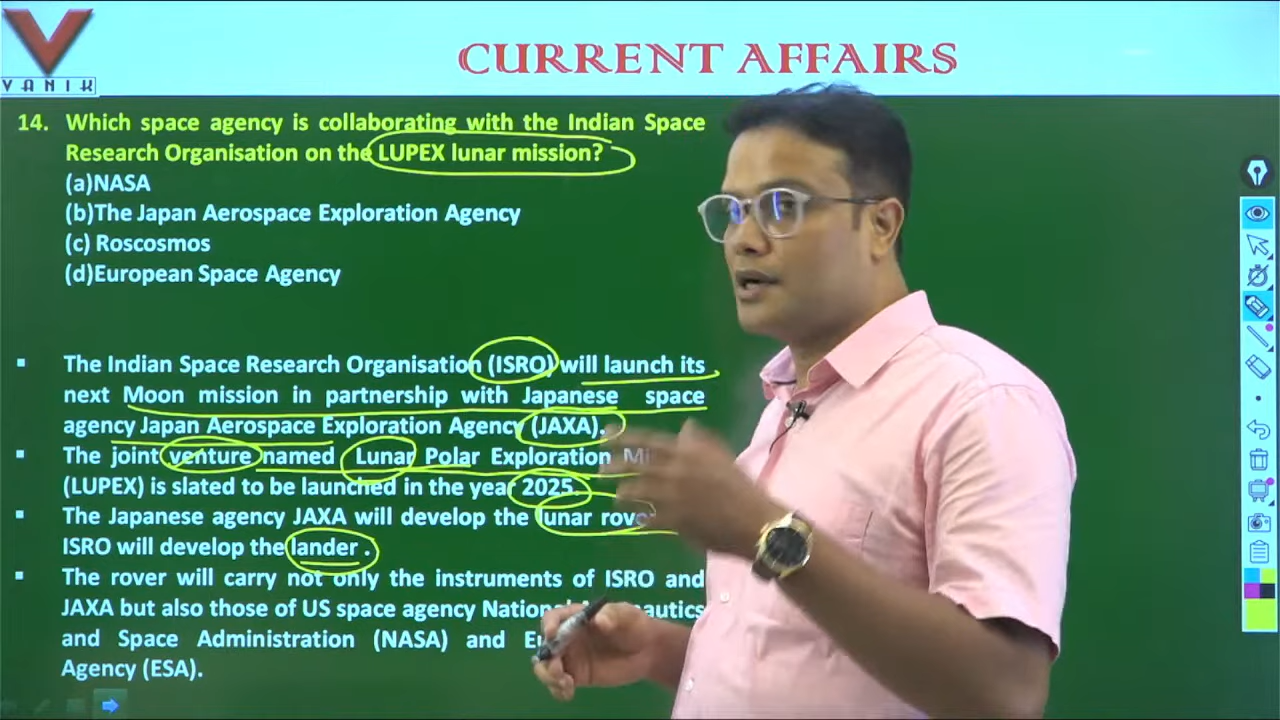 VANIK
CURRENT AFFAIRS
14. Which space agency is collaborating with the Indian Space
Research Organisation on the LUPEX lunar mission?
(a)NASA
(b)The Japan Aerospace Exploration Agency
(c) Roscosmos
(d)European Space Agency
▪ The Indian Space Research Organisation (ISRO) will launch its
next Moon mission in partnership with Japanese space
agency Japan Aerospace Exploration Agency (JAXA).
▪ The joint venture named Lunar Polar Exploration
(LUPEX) is slated to be launched in the year 2025.
▪ The Japanese agency JAXA will develop the lunar
ISRO will develop the lander .
▪ The rover will carry not only the instruments of ISRO and
JAXA but also those of US space agency
and Space Administration (NASA) and
Agency (ESA).